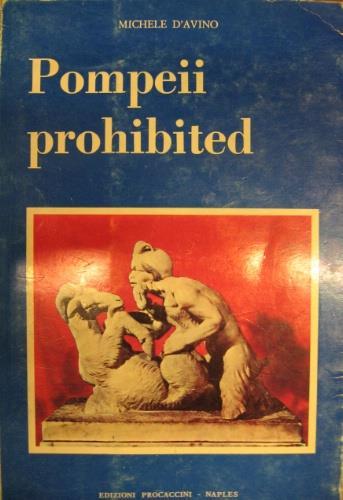 MICHELE D'AVINO
Pompeii
prohibited
EDIZIONI PROCACCINI - NAPLES